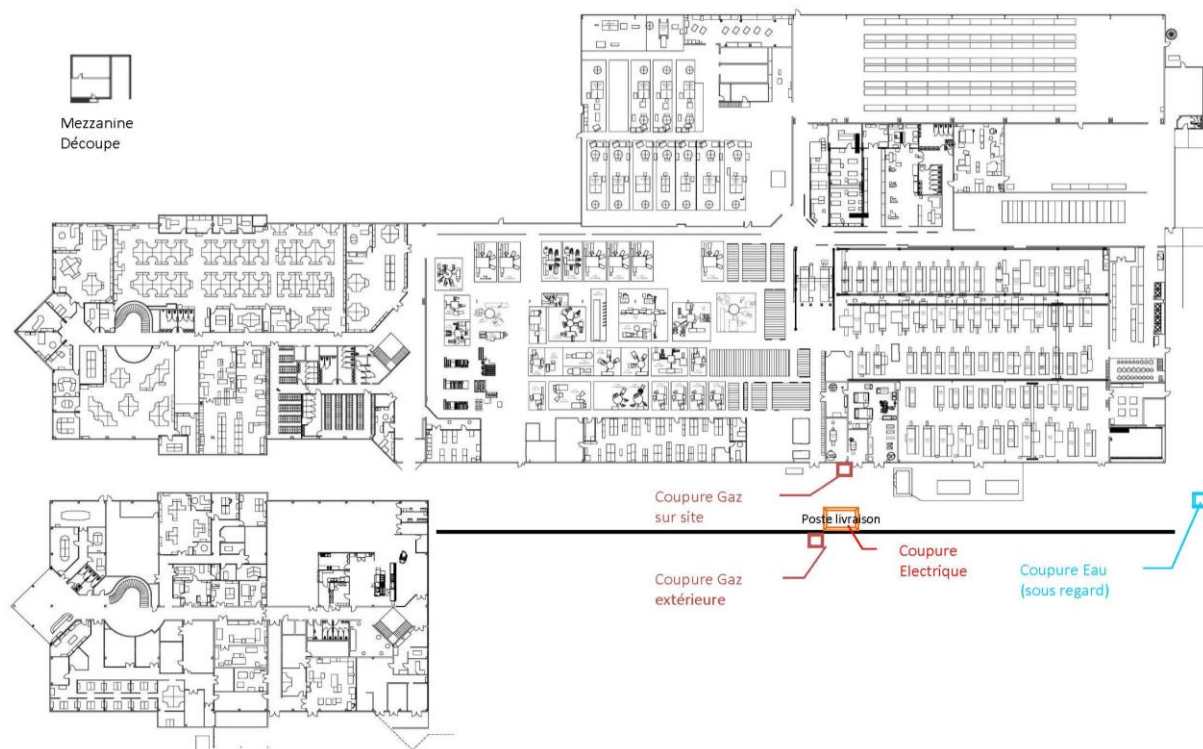 Mezzanine
Découpe
Coupure Gaz
sur site
Poste livraison
Coupure Gaz
extérieure
Coupure
Electrique
Coupure Eau
(sous regard)